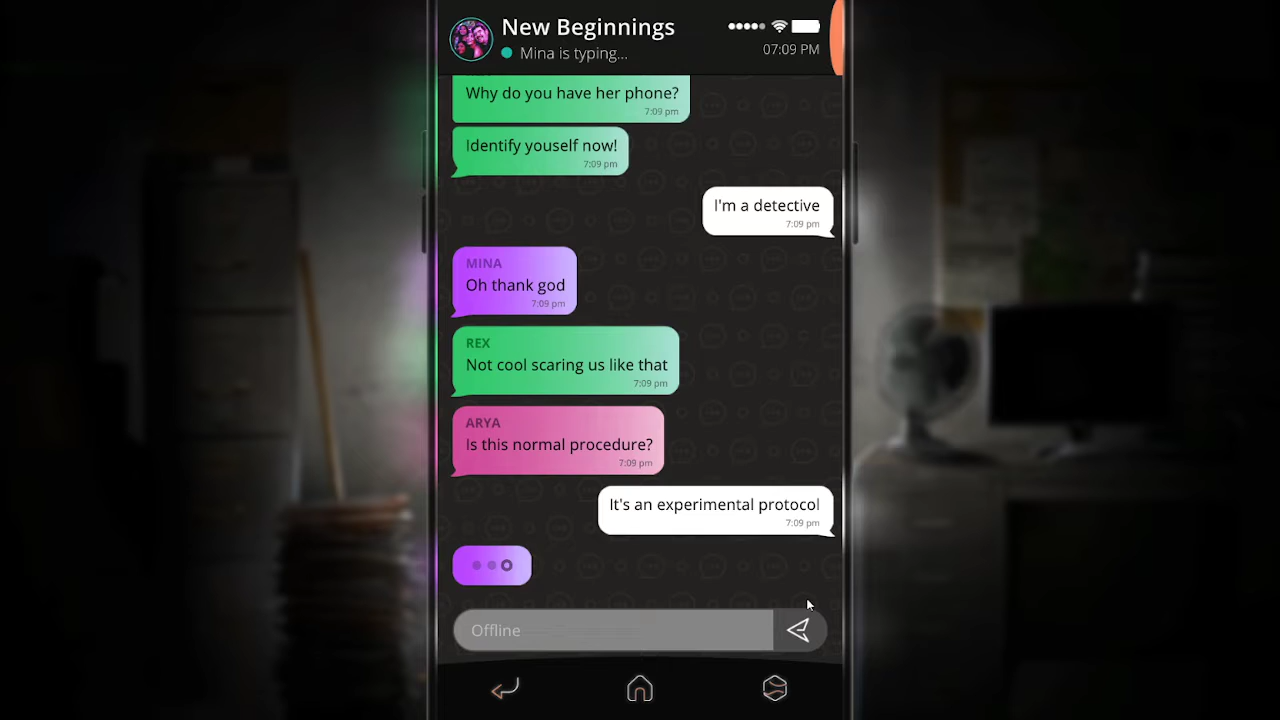 New Beginnings
Mina is typing...
07:09 PM
Why do you have her phone?
7:09 pm
Identify youself now!
7:09 pm
I'm a detective
7:09 pm
MINA
Oh thank god
7:09 pm
REX
Not cool scaring us like that
7:09 pm
ARYA
Is this normal procedure?
7:09 pm
It's an experimental protocol
7:09 pm
Offline